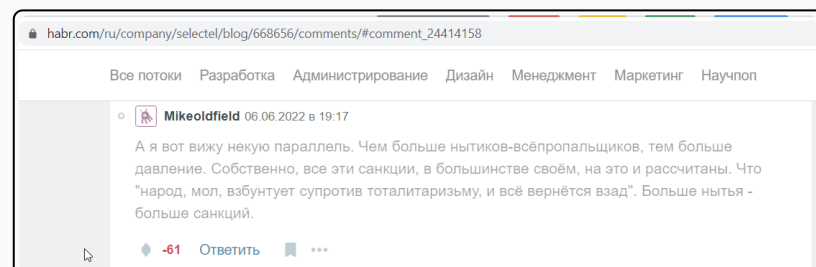 habr.com/ru/company/selectel/blog/668656/comments/#comment_24414158
Все потоки Разработка Администрирование Дизайн Менеджмент Маркетинг Научпоп
Mikeoldfield 06.06.2022 в 19:17
А я вот вижу некую параллель. Чем больше нытиков-всёпропальщиков, тем больше
давление. Собственно, все эти санкции, в большинстве своём, на это и рассчитаны. Что
"народ, мол, взбунтует супротив тоталитаризьму, и всё вернётся взад". Больше нытья -
больше санкций.
-61 Ответить